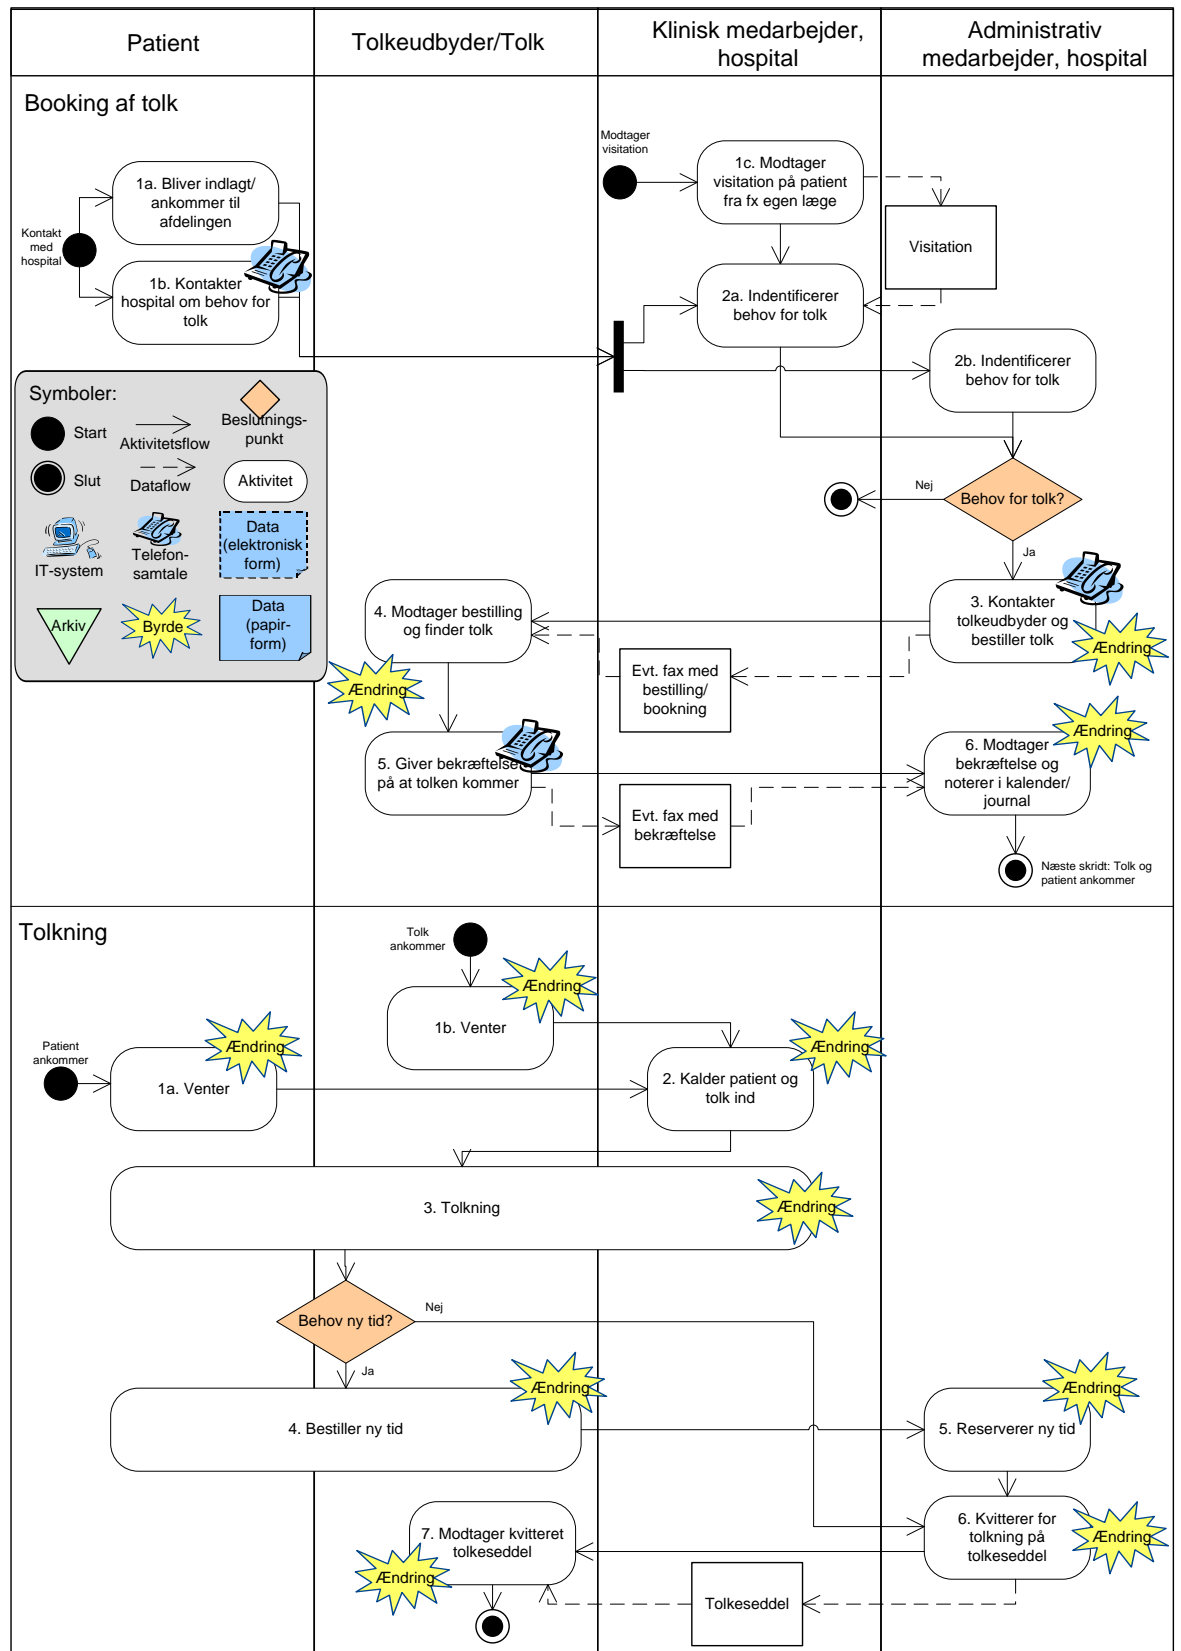 Patient
Tolkeudbyder/Tolk
Klinisk medarbejder,
hospital
Administrativ
medarbejder, hospital
Booking af tolk
Modtager
visitation
1c. Modtager
visitation på patient
fra fx egen læge
1a. Bliver indlagt/
ankommer til
afdelingen
Kontakt
med
hospital
Visitation
1b. Kontakter
hospital om behov for
tolk
2a. Indentificerer
behov for tolk
2b. Indentificerer
behov for tolk
Symboler:
Start
Aktivitetsflow
Beslutnings-
punkt
Slut
Dataflow
Aktivitet
IT-system
Telefon-
samtale
Data
(elektronisk
form)
Arkiv
Byrde
Data
(papir-
form)
Behov for tolk?
Nej
Ja
3. Kontakter
tolkeudbyder og
bestiller tolk
Ændring
4. Modtager bestilling
og finder tolk
Ændring
Evt. fax med
bestilling/
bookning
5. Giver bekræftelse
på at tolken kommer
Evt. fax med
bekræftelse
Ændring
6. Modtager
bekræftelse og
noterer i kalender/
journal
Næste skridt: Tolk og
patient ankommer
Tolkning
Tolk
ankommer
Ændring
1b. Venter
Patient
ankommer
Ændring
1a. Venter
Ændring
2. Kalder patient og
tolk ind
3. Tolkning
Ændring
Behov ny tid?
Nej
Ja
Ændring
4. Bestiller ny tid
Ændring
5. Reserverer ny tid
6. Kvitterer for
tolkning på
tolkeseddel
Ændring
7. Modtager kvitteret
tolkeseddel
Ændring
Tolkeseddel